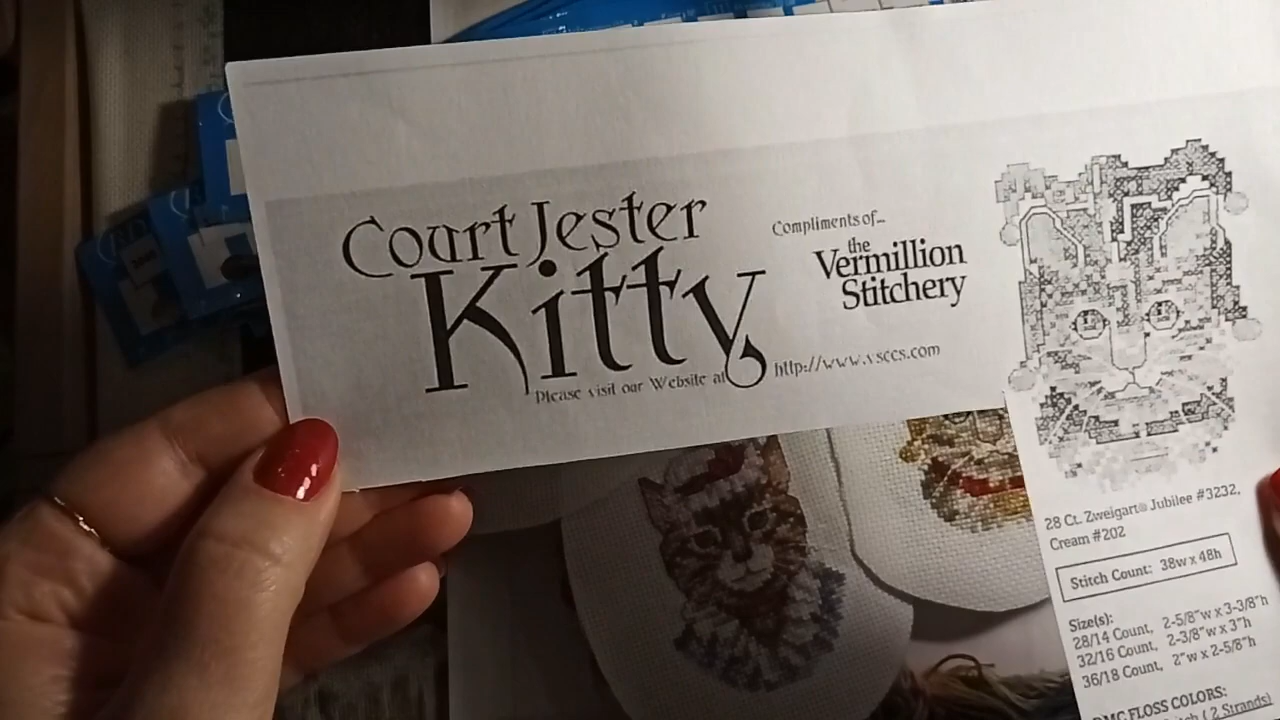 Court Jester
Kitty
Please visit our Website at
http://www.vsccs.com
Compliments of...
the
Vermillion
Stitchery
28 Ct. Zweigart® Jubilee #3232,
Cream #202
Stitch Count: 38w x 48h
Size(s):
28/14 Count, 2-5/8"w x 3-3/8"h
32/16 Count, 2-3/8"w x 3"h
36/18 Count, 2"w x 2-5/8"h
DMC FLOSS COLORS:
( 2 Strands)